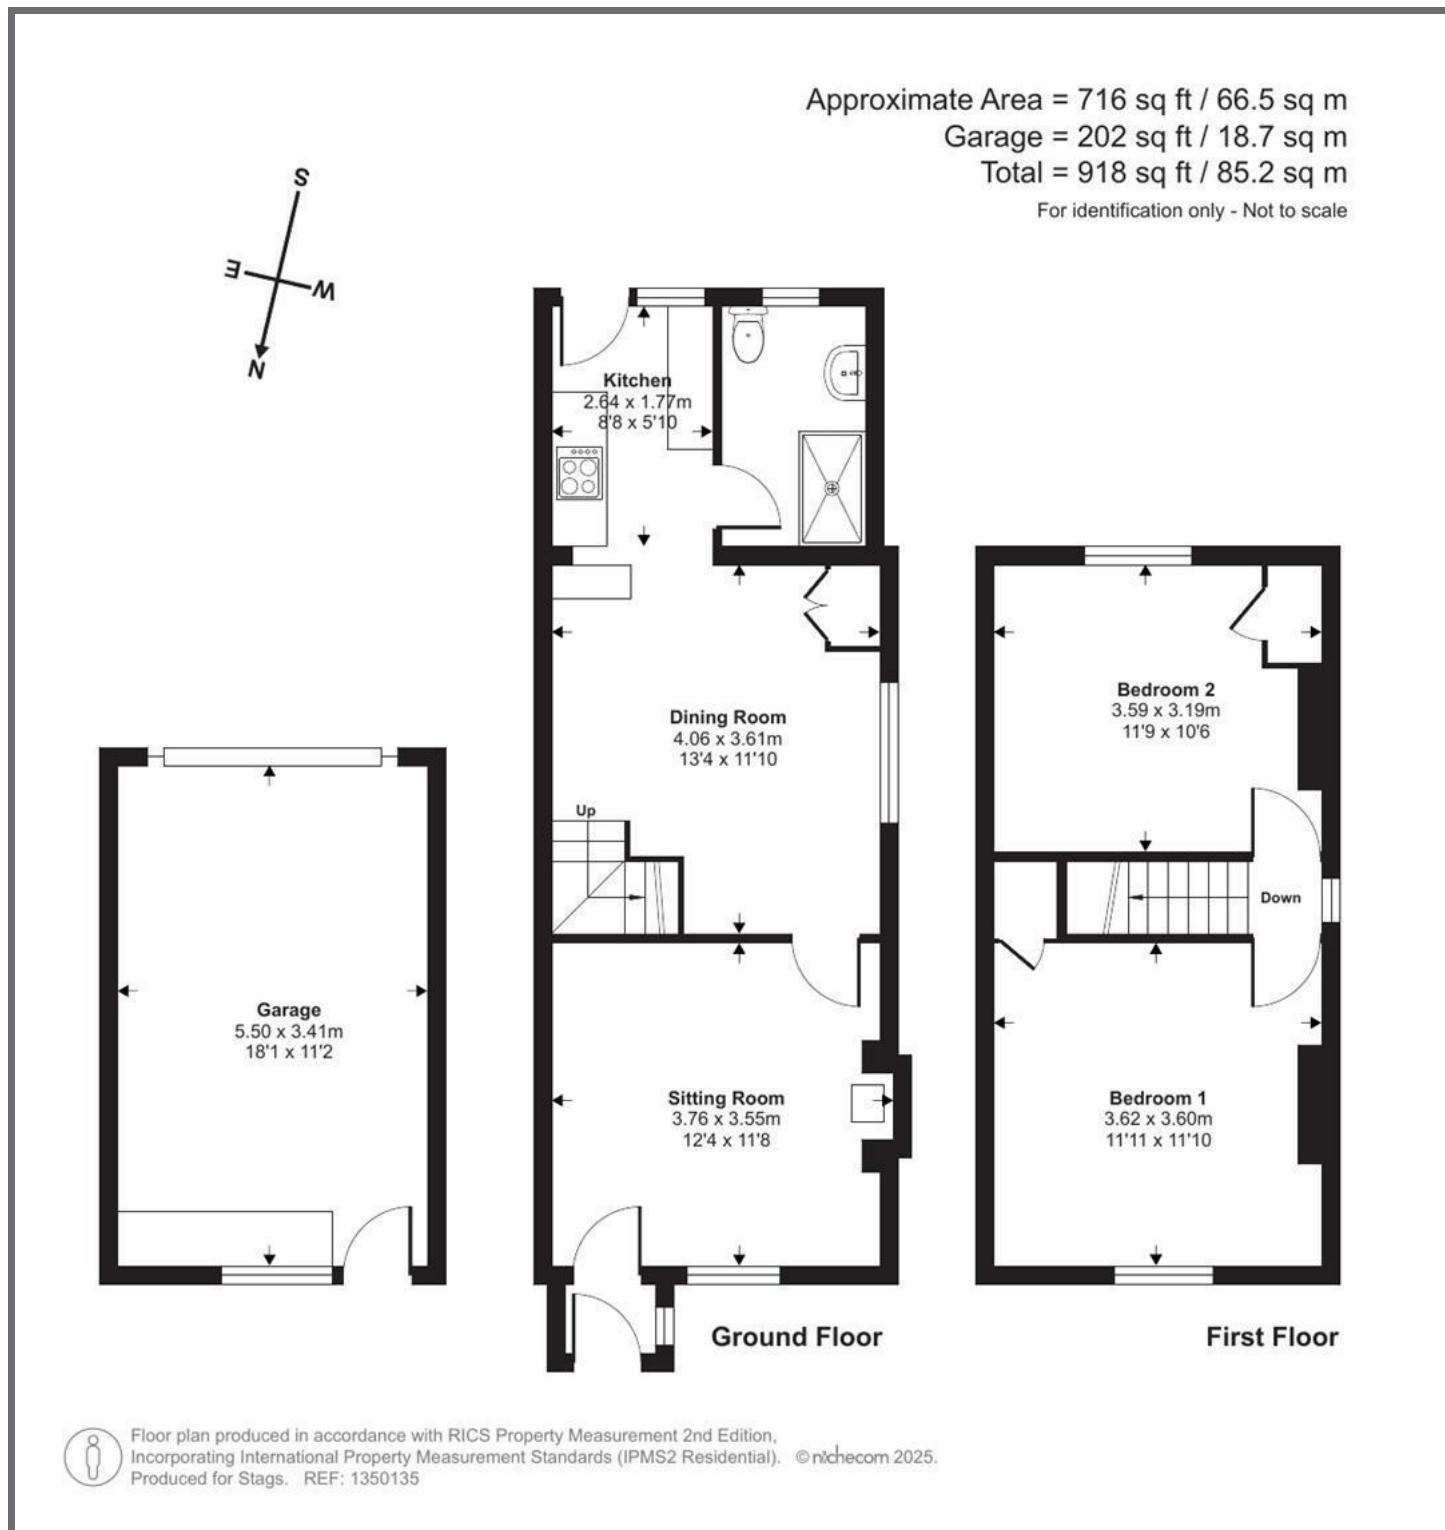 Approximate Area = 716 sq ft / 66.5 sq m
Garage = 202 sq ft / 18.7 sq m
Total = 918 sq ft / 85.2 sq m
For identification only - Not to scale
S
E
W
N
Kitchen
2.64 x 1.77m
8'8 x 5'10
Dining Room
4.06 x 3.61m
13'4 x 11'10
Up
Sitting Room
3.76 x 3.55m
12'4 x 11'8
Garage
5.50 x 3.41m
18'1 x 11'2
Bedroom 2
3.59 x 3.19m
11'9 x 10'6
Down
Bedroom 1
3.62 x 3.60m
11'11 x 11'10
Ground Floor
First Floor
Floor plan produced in accordance with RICS Property Measurement 2nd Edition,
Incorporating International Property Measurement Standards (IPMS2 Residential). © nichecom 2025.
Produced for Stags. REF: 1350135